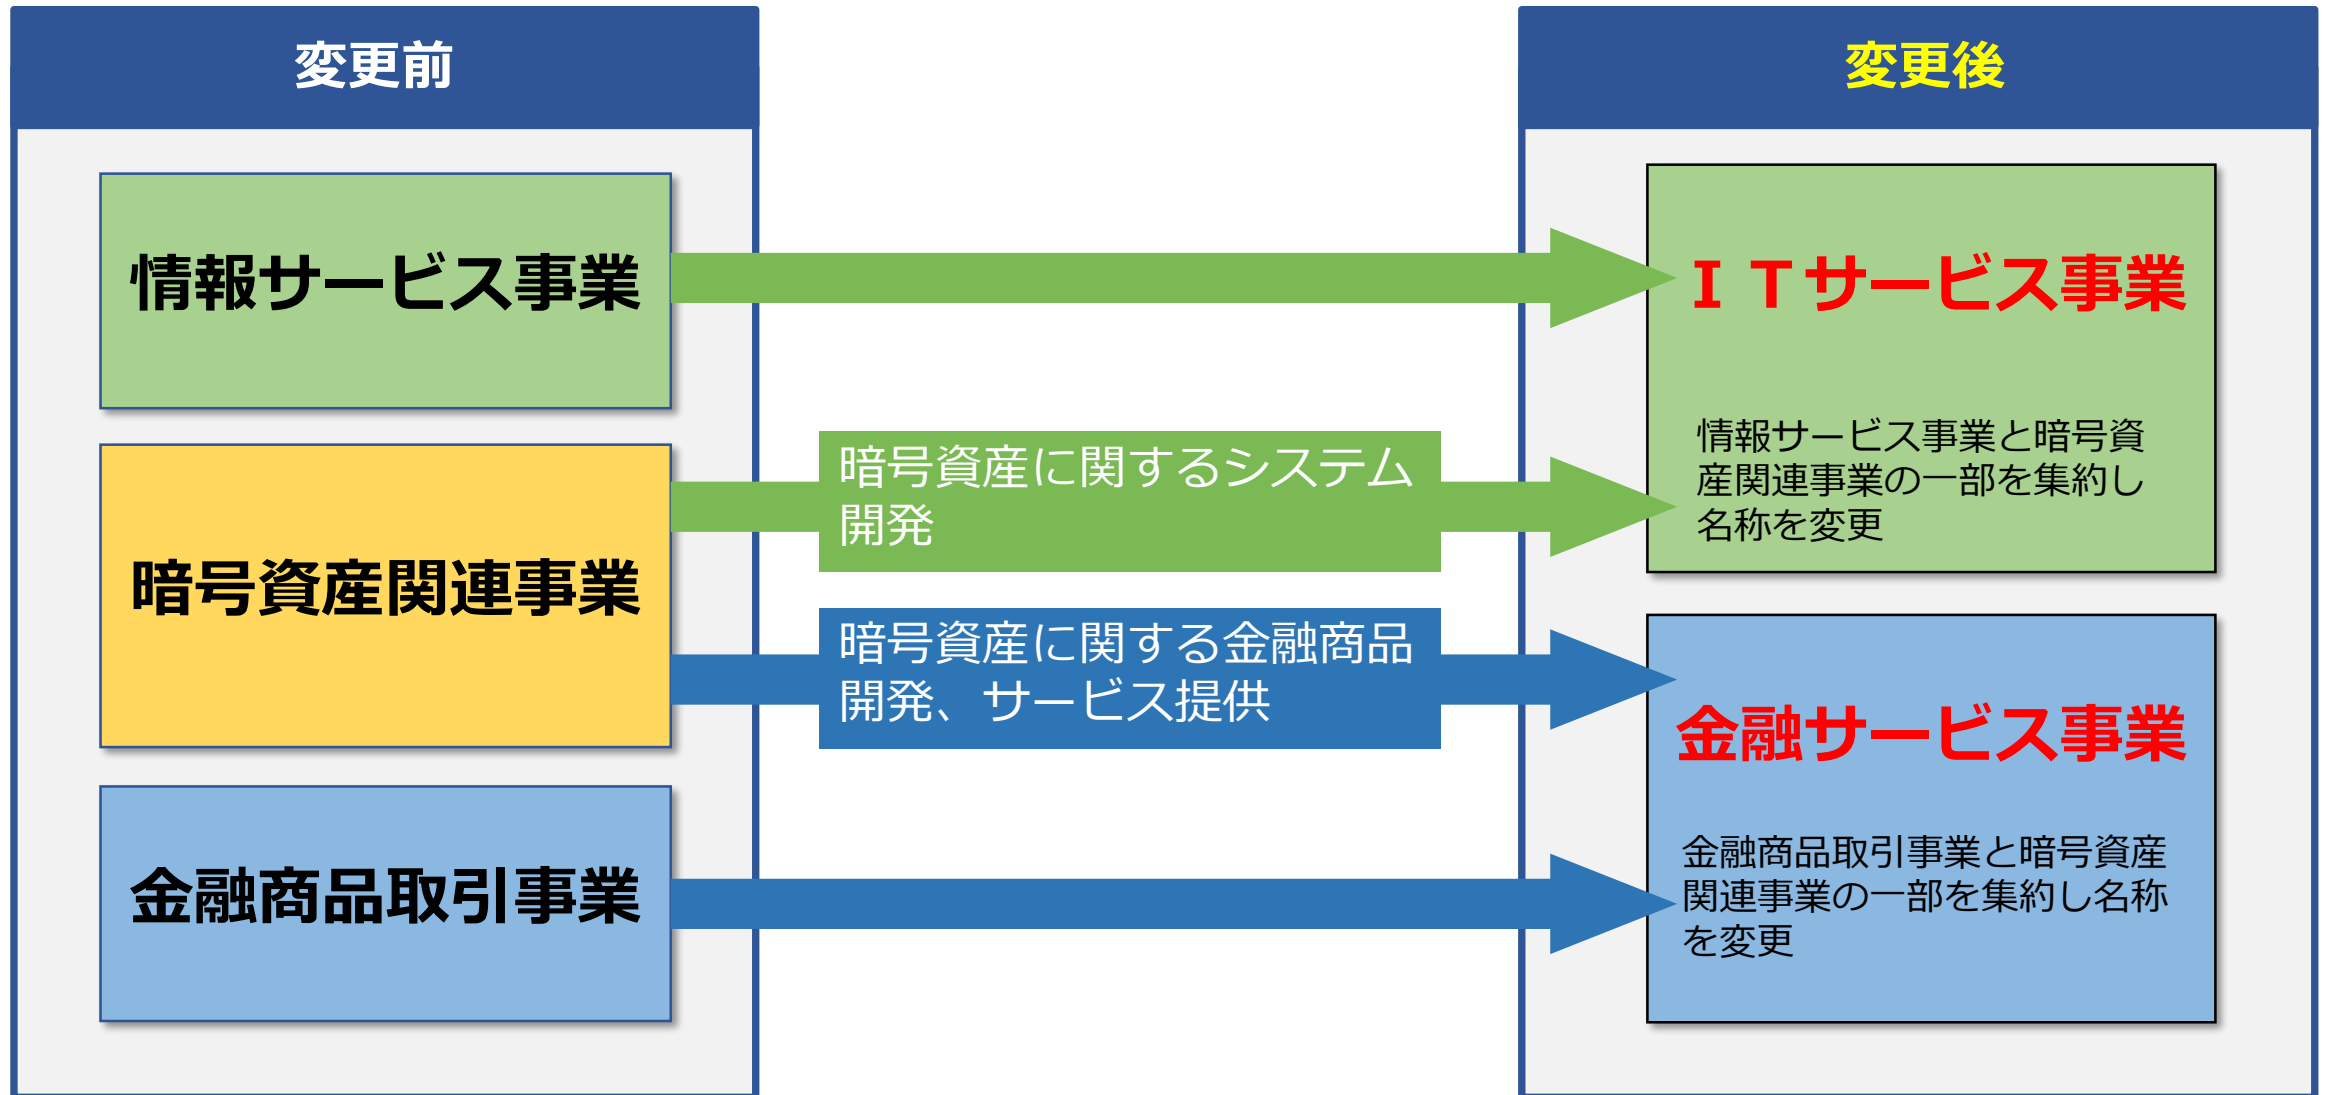 変更前
変更後
情報サービス事業
ITサービス事業
情報サービス事業と暗号資
産関連事業の一部を集約し
名称を変更
暗号資産に関するシステム
開発
暗号資産関連事業
暗号資産に関する金融商品
開発、サービス提供
金融サービス事業
金融商品取引事業と暗号資産
関連事業の一部を集約し名称
を変更
金融商品取引事業